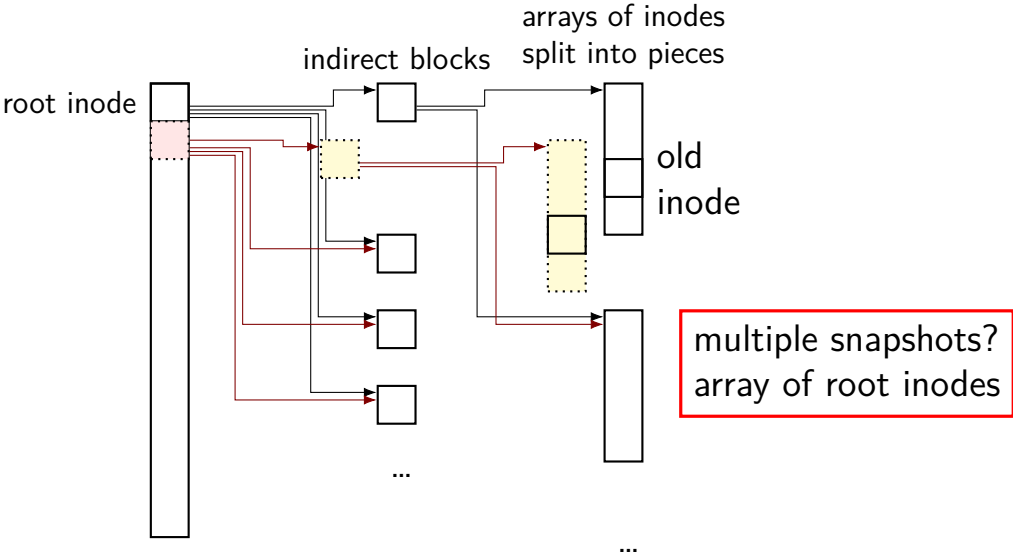 arrays of inodes
split into pieces
indirect blocks
root inode
old
inode
multiple snapshots?
array of root inodes
...
...